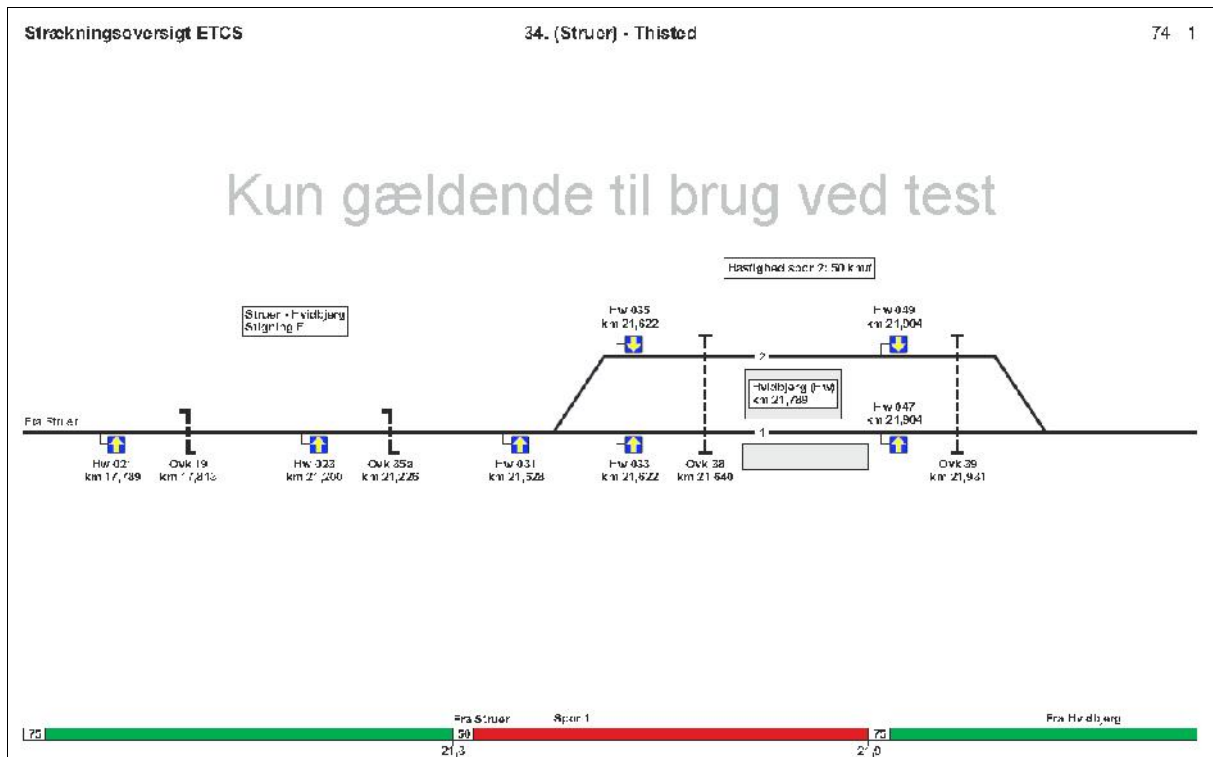 Strækningsoversigt ETCS
34. (Struer) - Thisted
74 1
Kun gældende til brug ved test
Hastighed spor 2: 50 km/t
Struer - Hvidbjerg
Stigning
Hw 035
km 21,622
Hw 049
2
Hvidbjerg (Hw)
km 21,789
Hw 047
km 21,904
Fra Struer
1
Hw 021
km 17,789
Ovk 19
km 17,813
Hw 023
km 21,200
Ovk 35a
km 21,226
Hw 031
km 21,528
Hw 033
km 21,622
Ovk 38
km 21,640
Ovk 39
km 21,931
Fra Struer
Spor 1
Fra Hvidbjerg
75
50
75
21,3